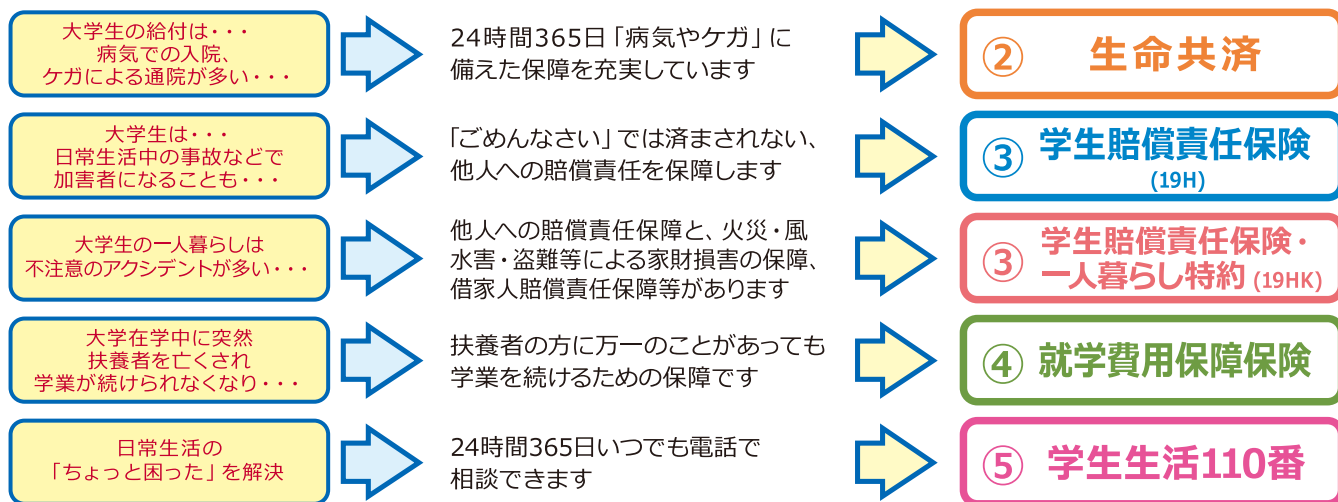 大学生の給付は・・・
病気での入院、
ケガによる通院が多い・・・
24時間365日「病気やケガ」に
備えた保障を充実しています
② 生命共済
大学生は・・・
日常生活中の事故などで
加害者になることも・・・
「ごめんなさい」では済まされない、
他人への賠償責任を保障します
③ 学生賠償責任保険
(19H)
大学生の一人暮らしは
不注意のアクシデントが多い・・・
他人への賠償責任保障と、火災・風
水害・盗難等による家財損害の保障、
借家人賠償責任保障等があります
③ 学生賠償責任保険・
一人暮らし特約 (19HK)
大学在学中に突然
扶養者を亡くされ
学業が続けられなくなり・・・
扶養者の方に万一のことがあっても
学業を続けるための保障です
④ 就学費用保障保険
日常生活の
「ちょっと困った」を解決
24時間365日いつでも電話で
相談できます
⑤ 学生生活110番